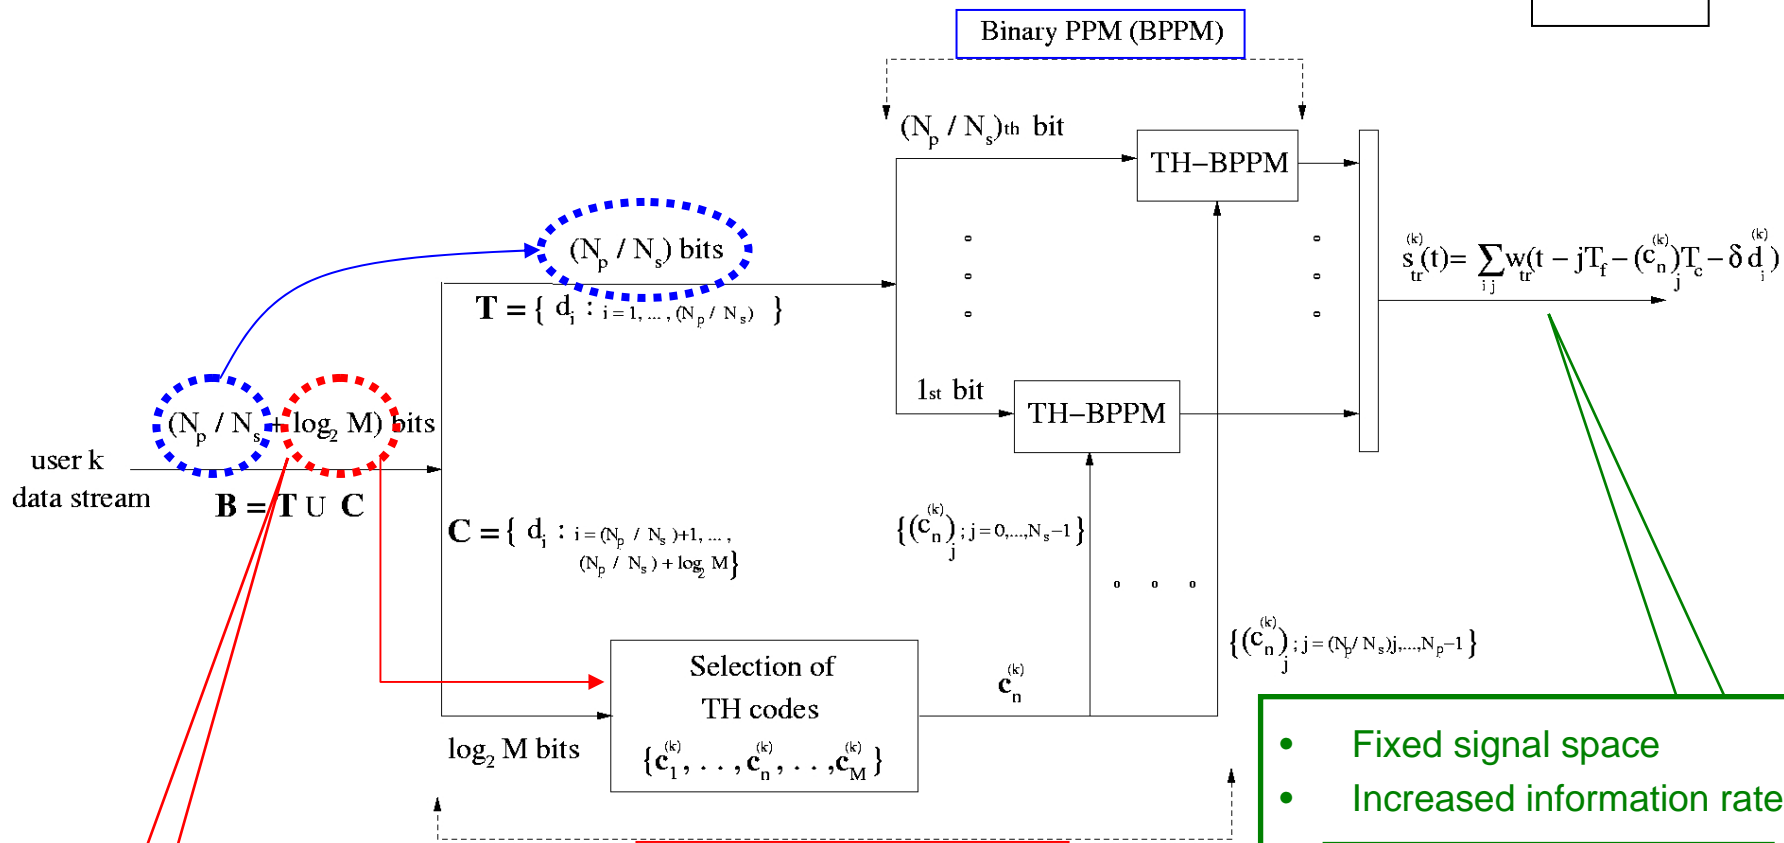 Binary PPM (BPPM)
(N_p / N_s)th bit
TH–BPPM
(N_p / N_s) bits
T = { d_i : i = 1, ... , (N_p / N_s) }
s_tr^(k)(t) = ∑_i j w_tr(t – jT_f – (c_n^(k))_j T_c – δ d_i^(k))
1st bit
TH–BPPM
(N_p / N_s + log_2 M) bits
user k
data stream
B = T U C
C = { d_i : i = (N_p / N_s)+1, ... ,
(N_p / N_s) + log_2 M}
{(c_n^(k))_j ; j = 0,...,N_s–1}
{(c_n^(k))_j ; j = (N_p/ N_s)j,...,N_p–1}
Selection of
TH codes
{c_1^(k), . . , c_n^(k), . . , c_M^(k)}
c_n^(k)
log_2 M bits
• Fixed signal space
• Increased information rate